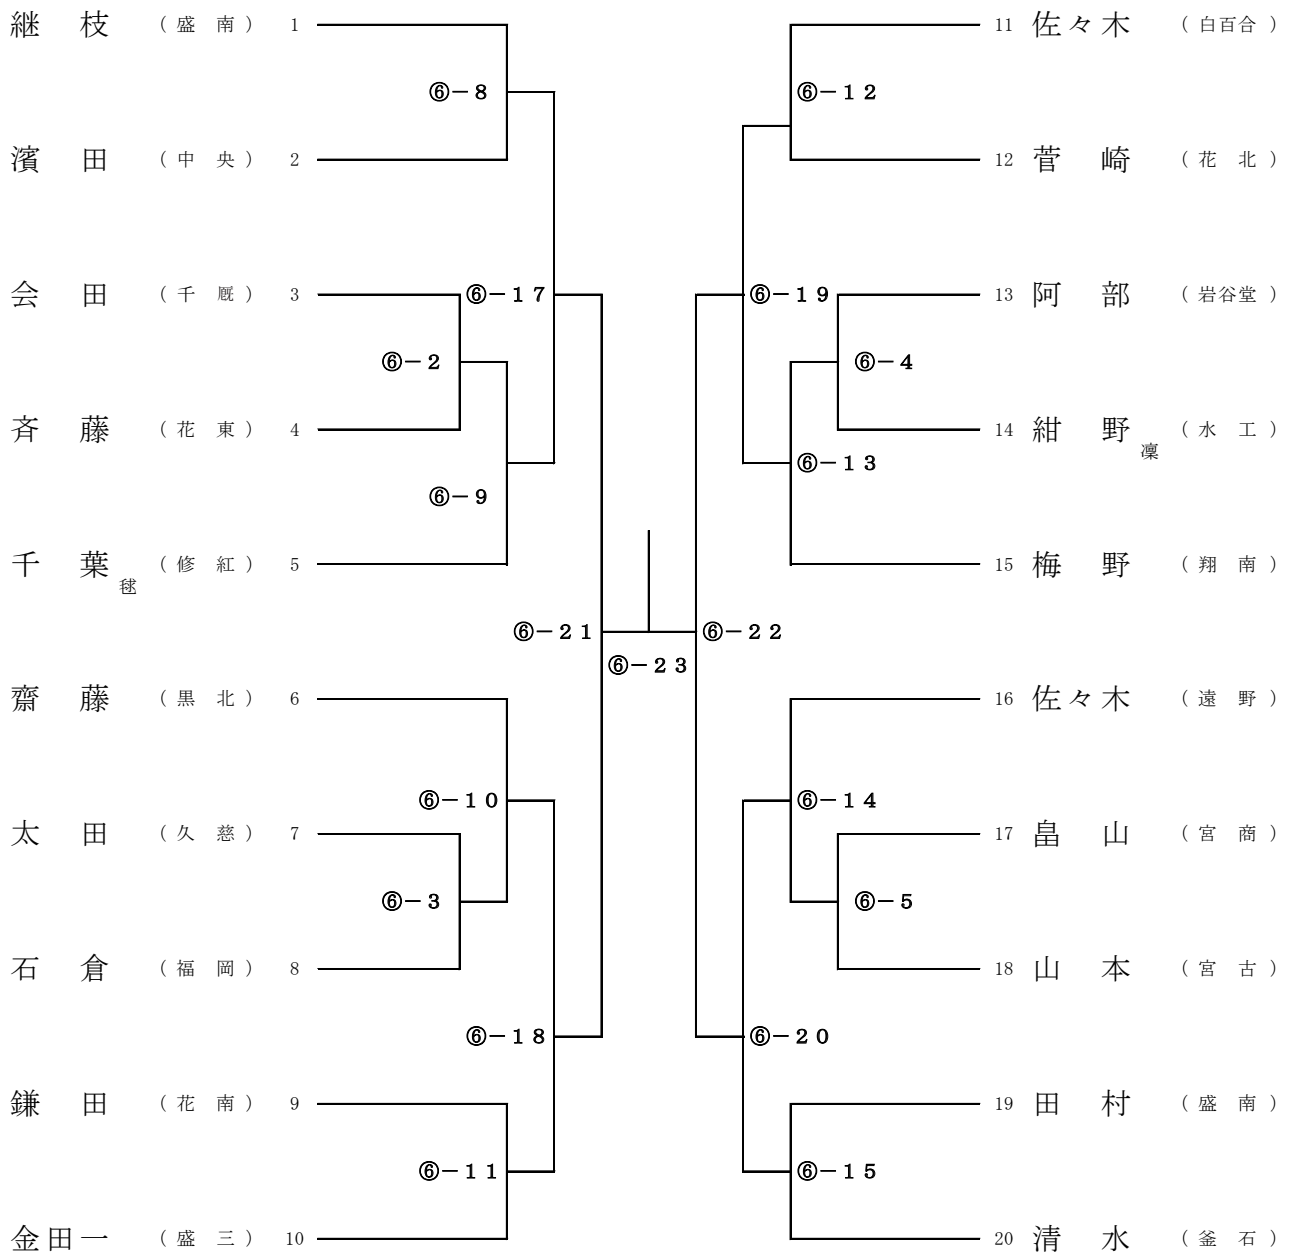 継枝 (盛南) 1
⑥－8
濱田 (中央) 2
会田 (千厩) 3
⑥－17
⑥－2
斉藤 (花東) 4
⑥－9
千葉毬 (修紅) 5
⑥－21
⑥－23
齋藤 (黒北) 6
⑥－10
太田 (久慈) 7
⑥－3
石倉 (福岡) 8
⑥－18
鎌田 (花南) 9
⑥－11
金田一 (盛三) 10
11 佐々木 (白百合)
⑥－12
12 菅崎 (花北)
⑥－19
13 阿部 (岩谷堂)
⑥－4
14 紺野凜 (水工)
⑥－13
15 梅野 (翔南)
⑥－22
16 佐々木 (遠野)
⑥－14
17 畠山 (宮商)
⑥－5
18 山本 (宮古)
⑥－20
19 田村 (盛南)
⑥－15
20 清水 (釜石)